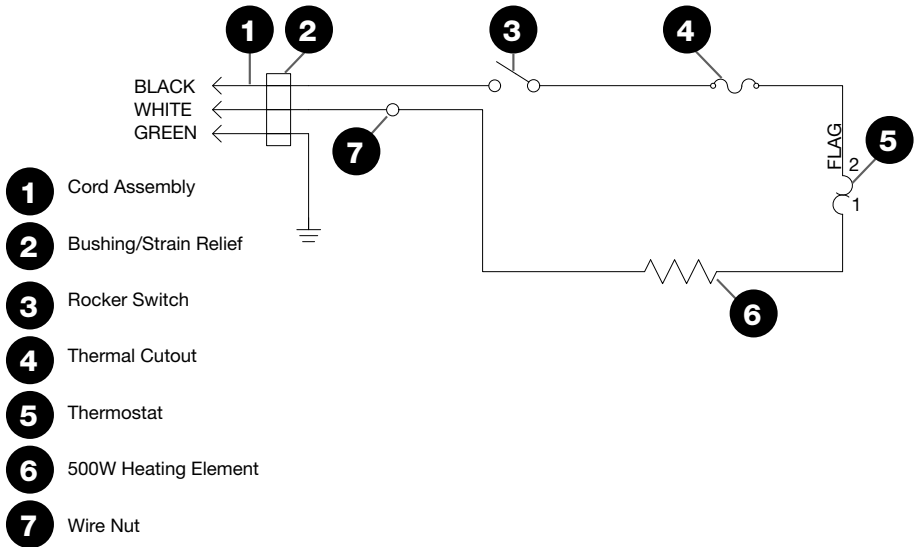 1
2
3
4
BLACK
WHITE
GREEN
7
FLAG
2
1
5
6
1 Cord Assembly
2 Bushing/Strain Relief
3 Rocker Switch
4 Thermal Cutout
5 Thermostat
6 500W Heating Element
7 Wire Nut